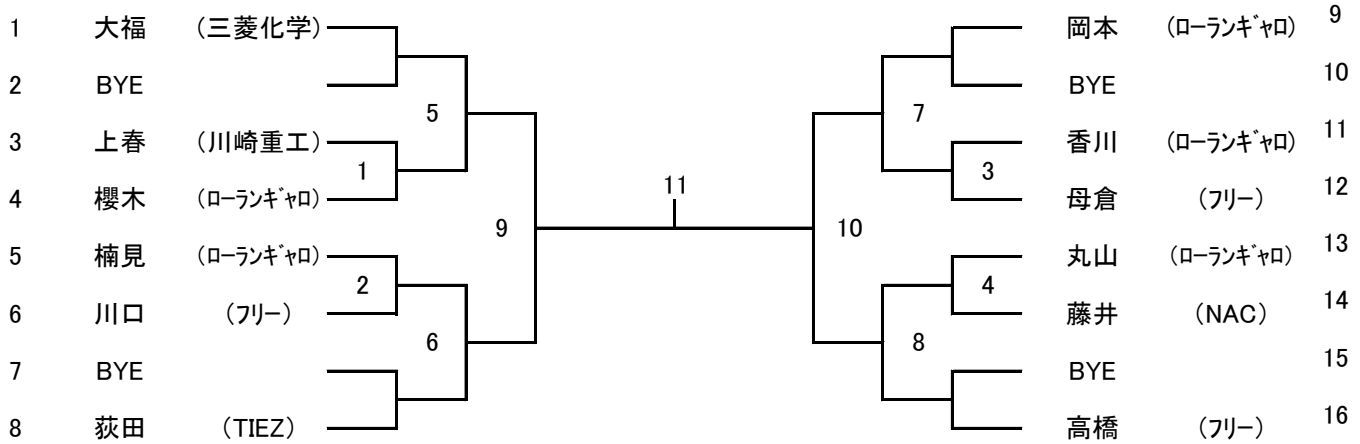 1 大福 (三菱化学)
2 BYE
3 上春 (川崎重工)
4 櫻木 (ローランギャロ)
5 楠見 (ローランギャロ)
6 川口 (フリー)
7 BYE
8 荻田 (TIEZ)
5
1
9
2
6
11
7
3
10
4
8
岡本 (ローランギャロ) 9
BYE 10
香川 (ローランギャロ) 11
母倉 (フリー) 12
丸山 (ローランギャロ) 13
藤井 (NAC) 14
BYE 15
高橋 (フリー) 16